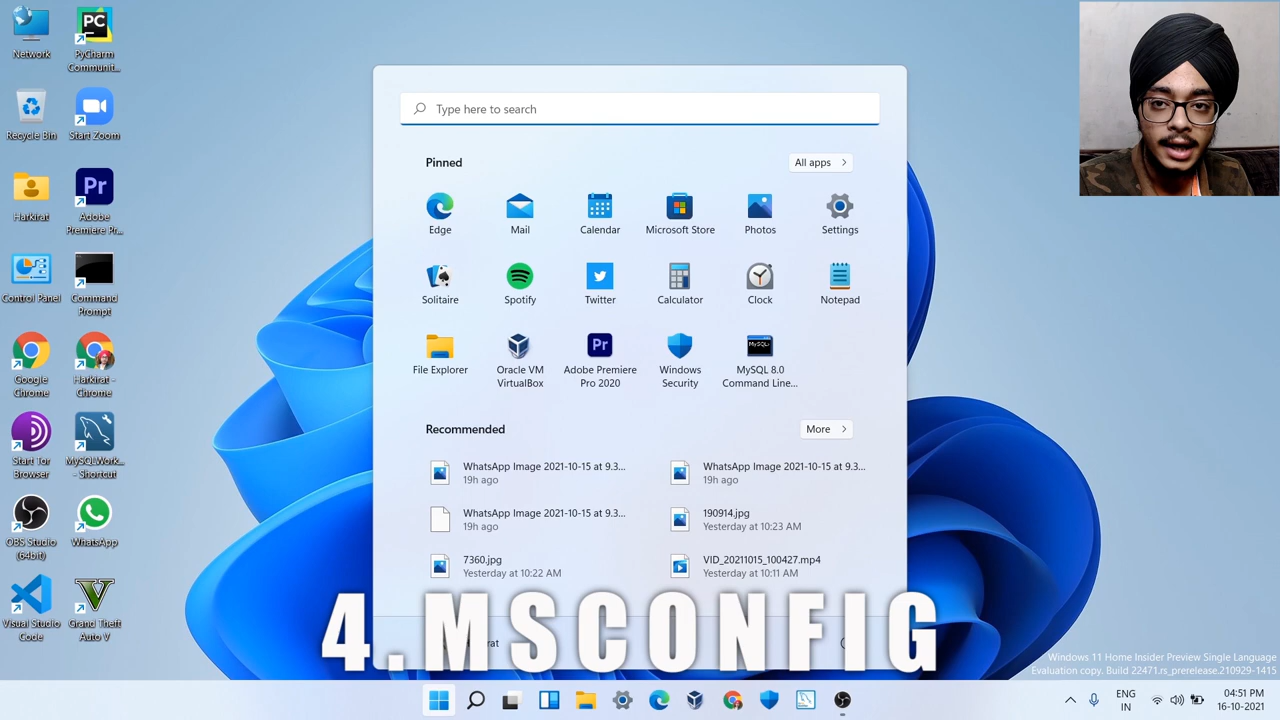 Network
PyCharm
Communit...
Recycle Bin
Start Zoom
Harkirat
Adobe
Premiere Pr...
Control Panel
Command
Prompt
Google
Chrome
Harkirat -
Chrome
Start Tor
Browser
MySQLWork...
- Shortcut
OBS Studio
(64bit)
WhatsApp
Visual Studio
Code
Grand Theft
Auto V
Type here to search
Pinned
All apps
Edge
Mail
Calendar
Microsoft Store
Photos
Settings
Solitaire
Spotify
Twitter
Calculator
Clock
Notepad
File Explorer
Oracle VM
VirtualBox
Adobe Premiere
Pro 2020
Windows
Security
MySQL 8.0
Command Line...
Recommended
More
WhatsApp Image 2021-10-15 at 9.3...
19h ago
WhatsApp Image 2021-10-15 at 9.3...
19h ago
WhatsApp Image 2021-10-15 at 9.3...
19h ago
190914.jpg
Yesterday at 10:23 AM
7360.jpg
Yesterday at 10:22 AM
VID_20211015_100427.mp4
Yesterday at 10:11 AM
4.MSCONFIG
Windows 11 Home Insider Preview Single Language
Evaluation copy. Build 22471.rs_prerelease.210929-1415
ENG
IN
04:51 PM
16-10-2021